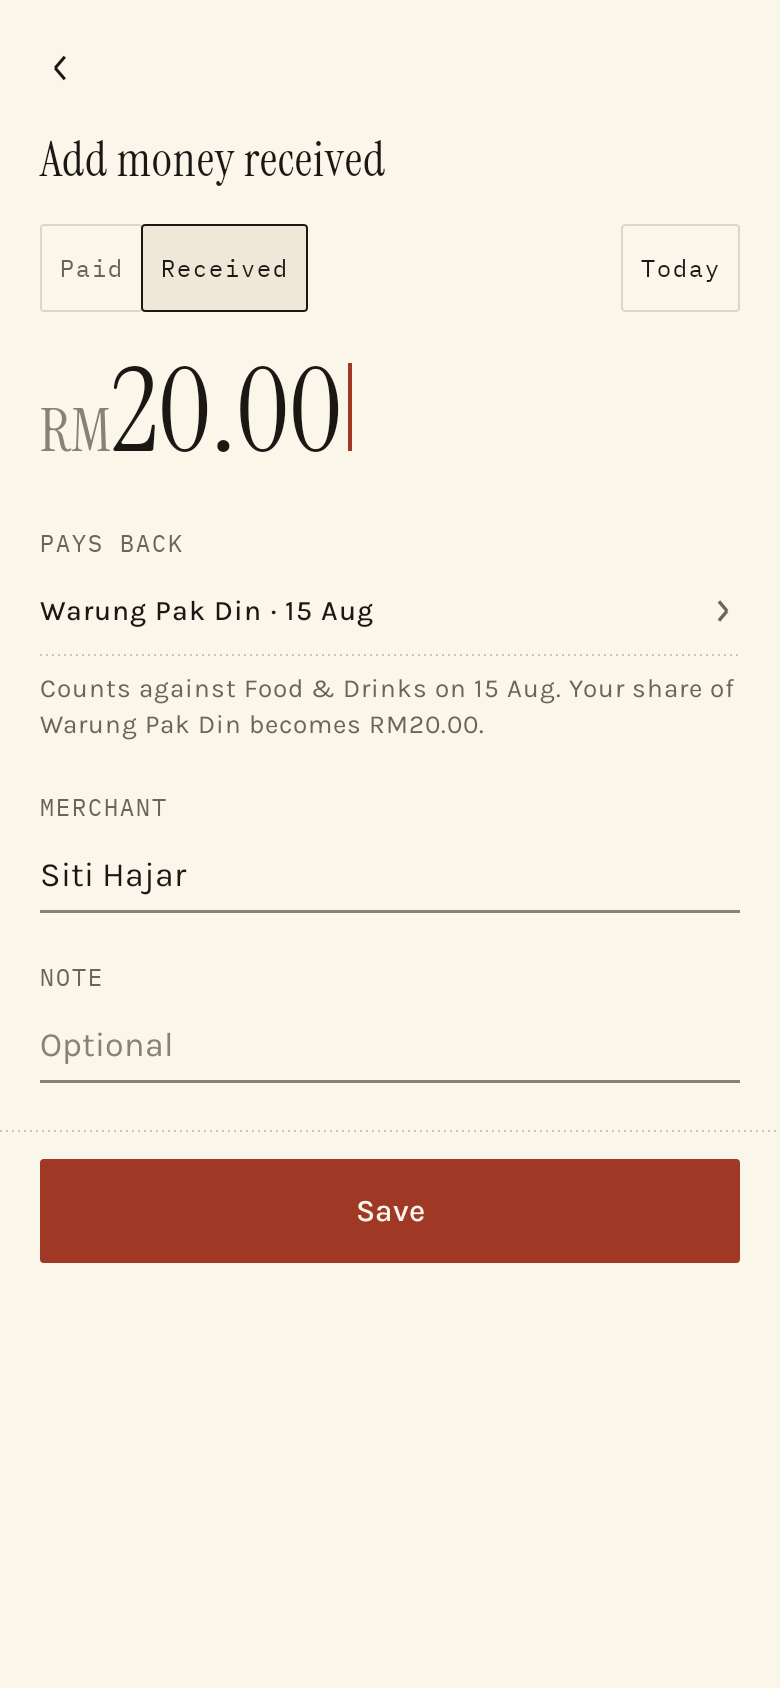 Add money received
Paid Received Today
RM20.00
PAYS BACK
Warung Pak Din · 15 Aug
Counts against Food & Drinks on 15 Aug. Your share of
Warung Pak Din becomes RM20.00.
MERCHANT
Siti Hajar
NOTE
Optional
Save